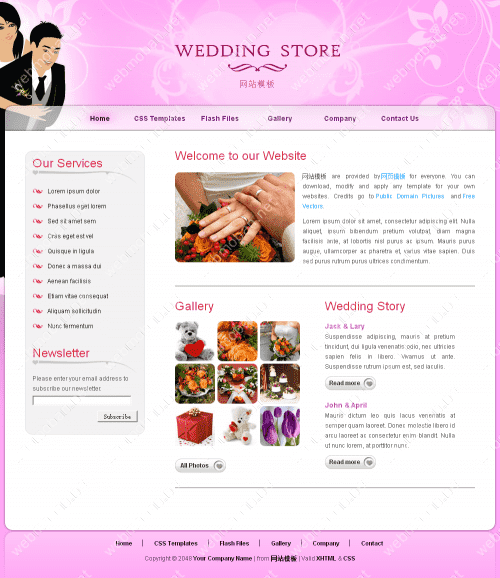 WEDDING STORE
网站模板
Home CSS Templates Flash Files Gallery Company Contact Us
Our Services
Lorem ipsum dolor
Phasellus eget lorem
Sed sit amet sem
Cras eget est vel
Quisque in ligula
Donec a massa dui
Aenean facilisis
Etiam vitae consequat
Aliquam sollicitudin
Nunc fermentum
Newsletter
Please enter your email address to
subscribe our newsletter.
Subscribe
Welcome to our Website
网站模板 are provided by 网页模板 for everyone. You can
download, modify and apply any template for your own
websites. Credits go to Public Domain Pictures and Free
Vectors.
Lorem ipsum dolor sit amet, consectetur adipiscing elit. Nulla
aliquet, ipsum bibendum pretium volutpat, diam magna
facilisis ante, at lobortis nisl purus ac ipsum. Mauris purus
augue, ullamcorper ac pharetra et, varius vitae sapien. Duis
sed purus rutrum purus ultrices condimentum.
Gallery
All Photos
Wedding Story
Jack & Lary
Suspendisse adipiscing, mauris at pretium
tincidunt, dui ligula venenatis odio, nec ultricies
sapien felis in libero. Vivamus ut ante.
Suspendisse rutrum ipsum est, sed iaculis.
Read more
John & April
Mauris dictum leo quis lacus venenatis at
semper quam laoreet. Donec molestie libero id
arcu laoreet ac consectetur enim blandit. Nulla
ut nunc lorem, at porttitor nunc.
Read more
Home | CSS Templates | Flash Files | Gallery | Company | Contact
Copyright © 2048 Your Company Name | from 网站模板 | Valid XHTML & CSS